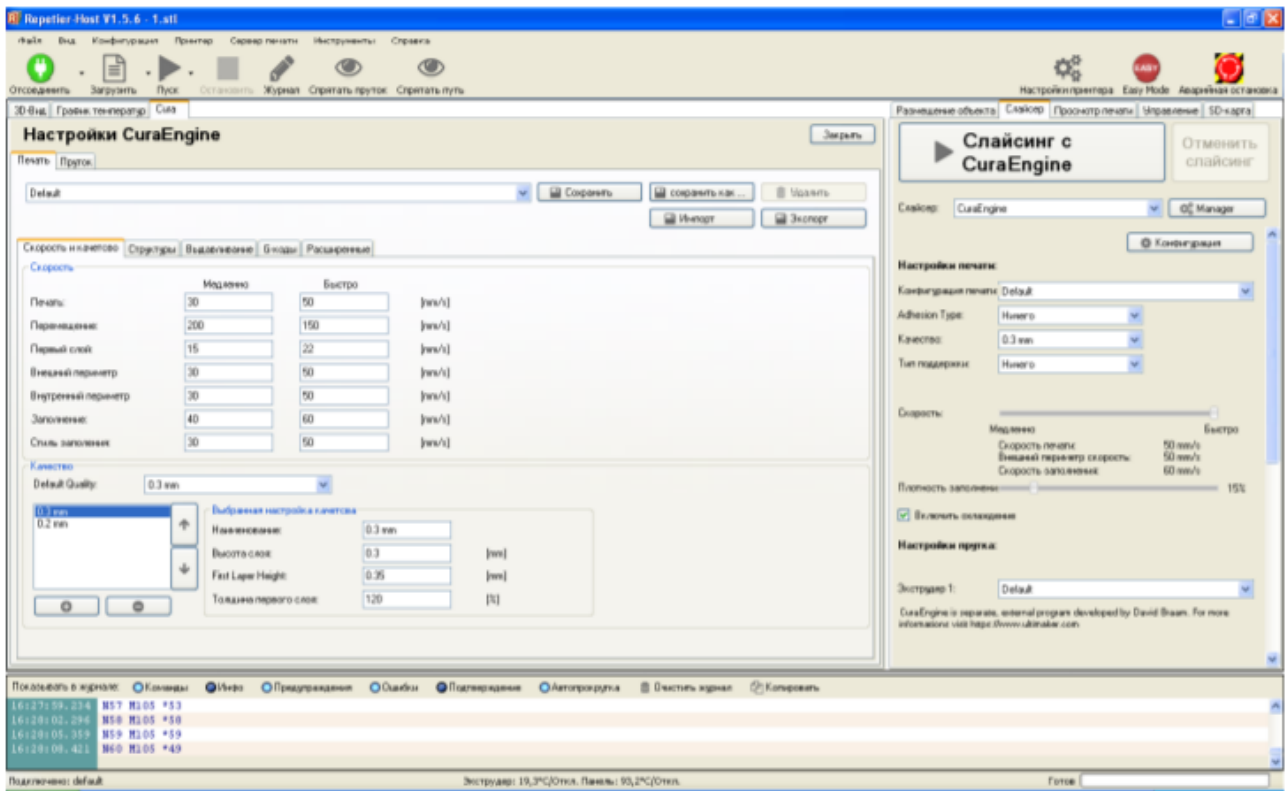 Repetier-Host V1.5.6 - 1.stl
Файл Вид Конфигурация Принтер Сервер печати Инструменты Справка
Отсоединить Загрузить Пуск Остановить Журнал Спрятать пруток Спрятать путь Настройки принтера Easy Mode Аварийная остановка
EASY
3D-Вид График температур Cura
Размещение объекта Слайсер Просмотр печати Управление SD-карта
Настройки CuraEngine
Закрыть
Печать Пруток
Default
Сохранить сохранить как ... Удалить
Импорт Экспорт
Скорость и качество Структуры Выдавливание G-коды Расширенные
Скорость
Медленно Быстро
Печать: 30 50 [mm/s]
Перемещение: 200 150 [mm/s]
Первый слой: 15 22 [mm/s]
Внешний периметр 30 50 [mm/s]
Внутренний периметр 30 50 [mm/s]
Заполнение: 40 60 [mm/s]
Стиль заполнения 30 50 [mm/s]
Качество
Default Quality: 0.3 mm
0.3 mm
0.2 mm
Выбранная настройка качетсва
Наименование: 0.3 mm
Высота слоя: 0.3 [mm]
First Layer Height: 0.35 [mm]
Толщина первого слоя: 120 [%]
Слайсинг с
CuraEngine
Отменить
слайсинг
Слайсер: CuraEngine Manager
Конфигурация
Настройки печати:
Конфигурация печати: Default
Adhesion Type: Ничего
Качество: 0.3 mm
Тип поддержки: Ничего
Скорость:
Медленно Быстро
Скорость печати: 50 mm/s
Внешний периметр скорость: 50 mm/s
Скорость заполнения: 60 mm/s
Плотность заполнени 15%
Включить охлаждение
Настройки прутка:
Экструдер 1: Default
CuraEngine is separate, external program developed by David Braam. For more
informations visit https://www.ultimaker.com
Показывать в журнале: Команды Инфо Предупреждения Ошибки Подтверждение Автопрокрутка Очистить журнал Копировать
16:27:59.234 N57 M105 *53
16:28:02.296 N58 M105 *58
16:28:05.359 N59 M105 *59
16:28:08.421 N60 M105 *49
Подключено: default Экструдер: 19,3°C/Откл. Панель: 93,2°C/Откл. Готов